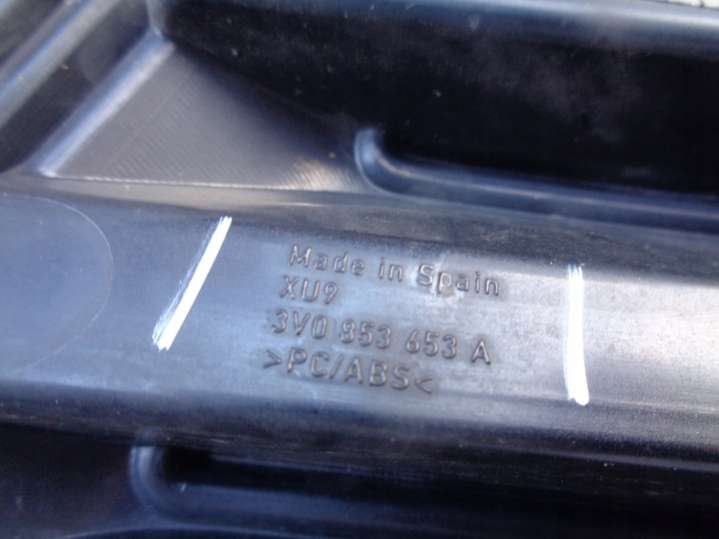 Made in Spain
XU9
3V0 853 653 A
>PC/ABS<